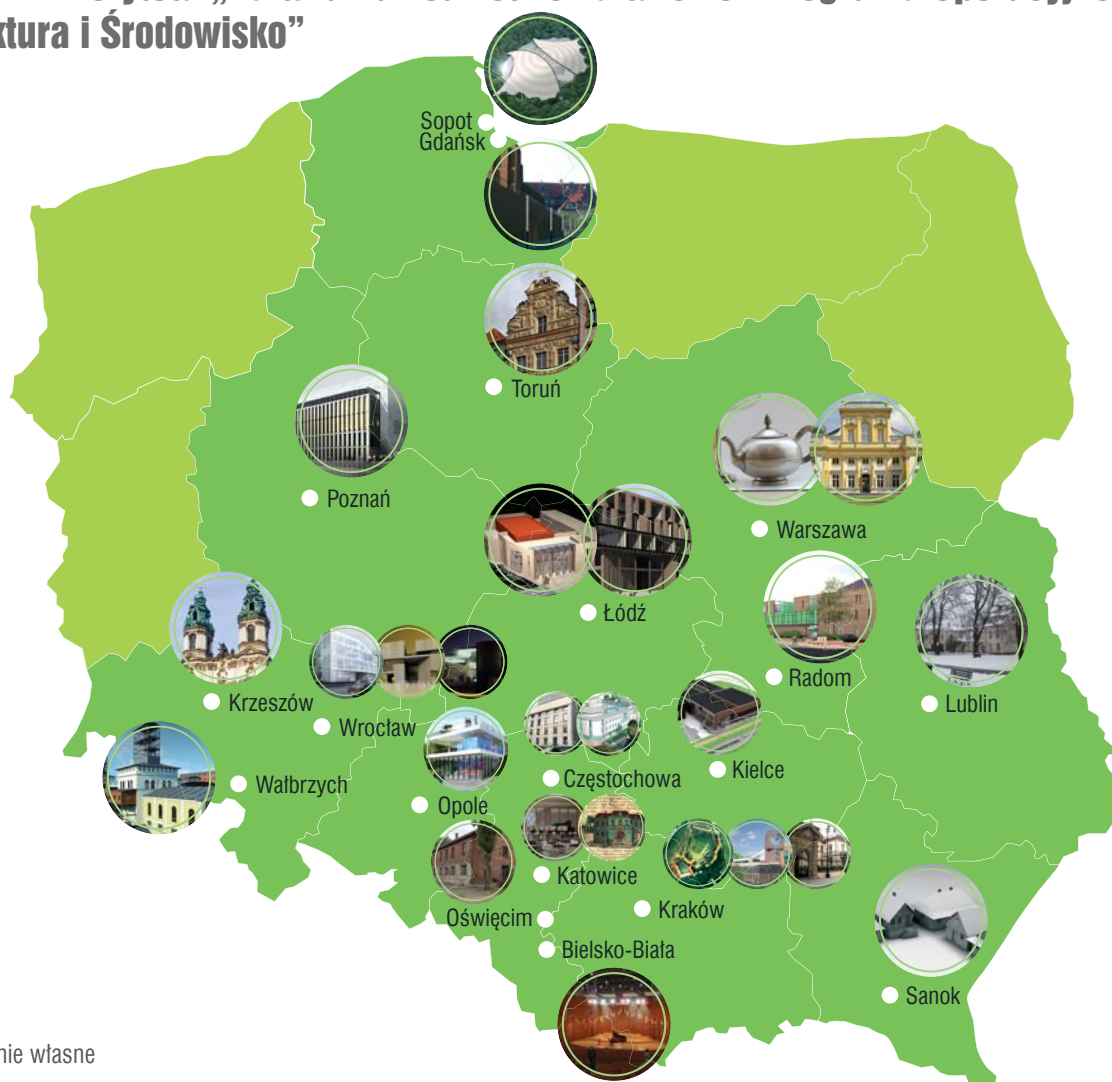 ktura i Środowisko”
Sopot
Gdańsk
Toruń
Poznań
Warszawa
Łódź
Radom
Lublin
Krzeszów
Wrocław
Częstochowa
Kielce
Wałbrzych
Opole
Katowice
Oświęcim
Kraków
Bielsko-Biała
Sanok
nie własne